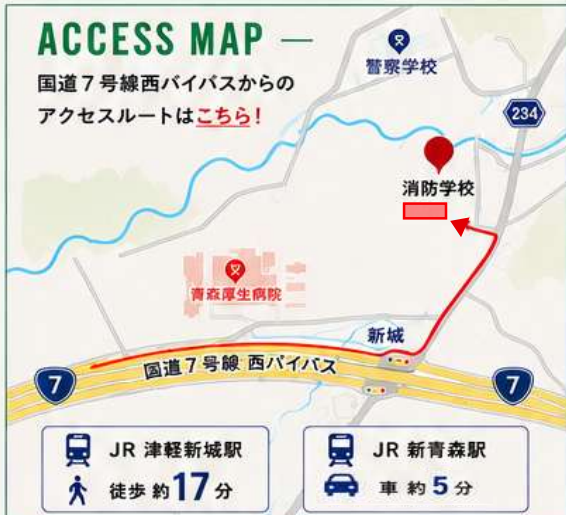 ACCESS MAP
国道7号線西バイパスからの
アクセスルートはこちら!
警察学校
234
消防学校
青森厚生病院
新城
国道7号線 西バイパス
7
7
JR 津軽新城駅
徒歩 約17分
JR 新青森駅
車 約5分